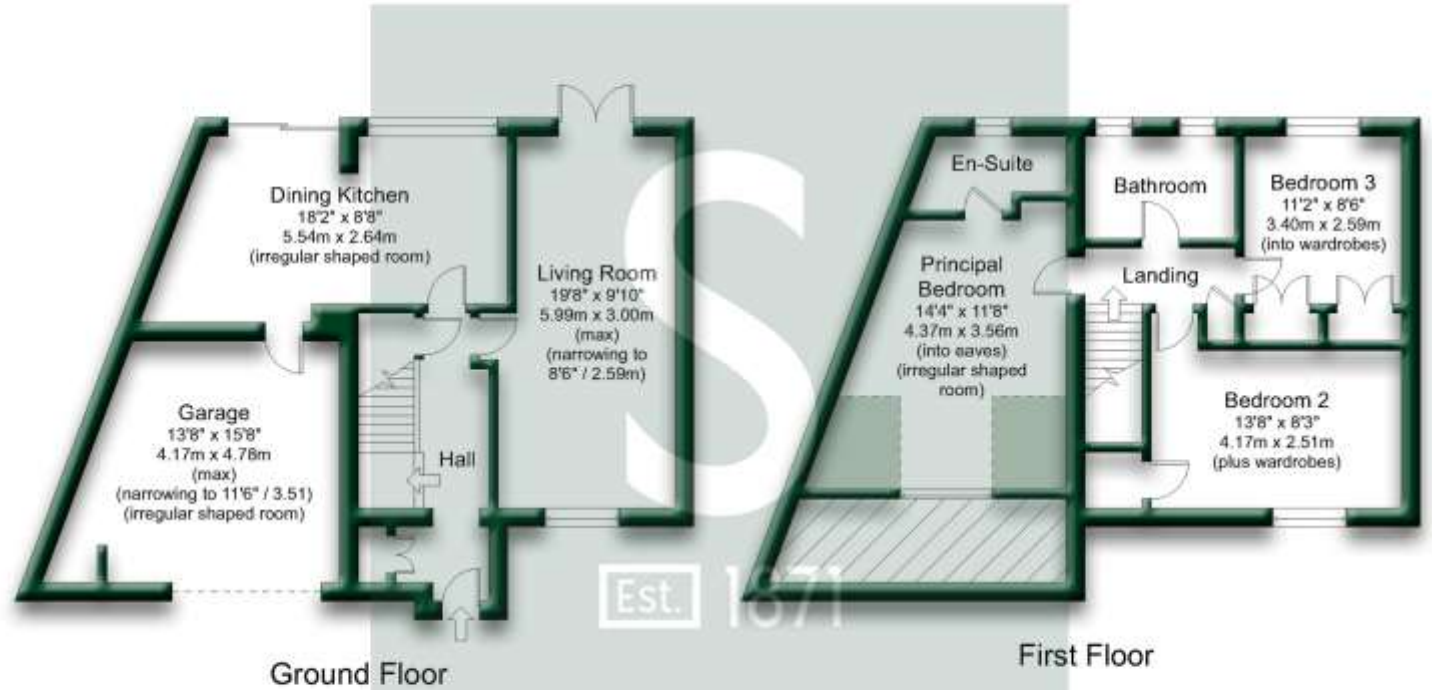 Dining Kitchen
18'2" x 8'8"
5.54m x 2.64m
(irregular shaped room)
Living Room
19'8" x 9'10"
5.99m x 3.00m
(max)
(narrowing to
8'6" / 2.59m)
Garage
13'8" x 15'8"
4.17m x 4.78m
(max)
(narrowing to 11'6" / 3.51)
(irregular shaped room)
Hall
Ground Floor
En-Suite
Bathroom
Bedroom 3
11'2" x 8'6"
3.40m x 2.59m
(into wardrobes)
Principal
Bedroom
14'4" x 11'8"
4.37m x 3.56m
(into eaves)
(irregular shaped
room)
Landing
Bedroom 2
13'8" x 8'3"
4.17m x 2.51m
(plus wardrobes)
First Floor
S
Est. 1871